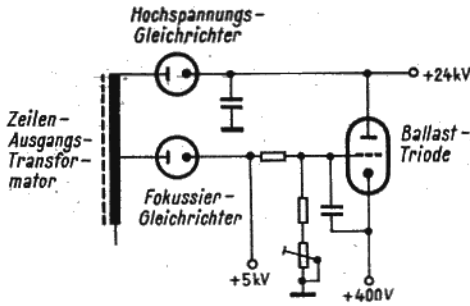 Hochspannungs-
Gleichrichter
+24kV
Zeilen-
Ausgangs-
Transfor-
mator
Ballast-
Triode
Fokussier-
Gleichrichter
+5kV
+400V